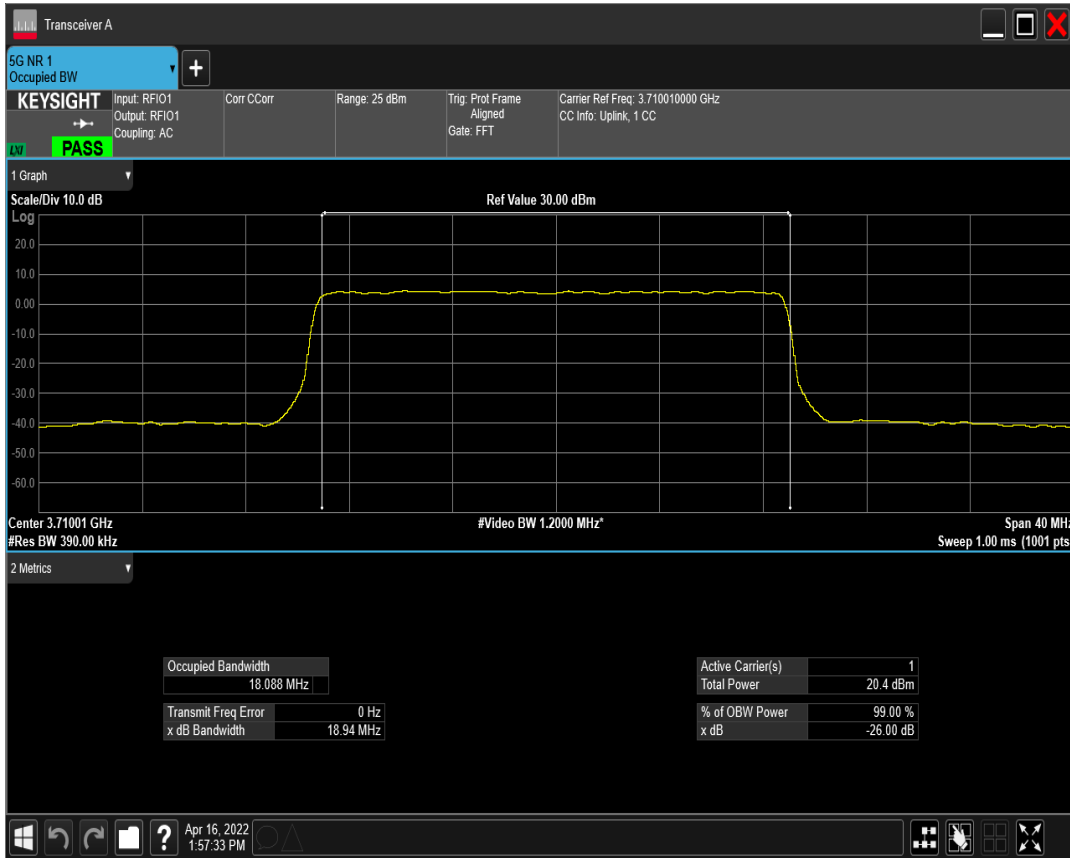 Transceiver A
5G NR 1
Occupied BW
KEYSIGHT
LXI
PASS
Input: RFIO1
Output: RFIO1
Coupling: AC
Corr CCorr
Range: 25 dBm
Trig: Prot Frame
Aligned
Gate: FFT
Carrier Ref Freq: 3.710010000 GHz
CC Info: Uplink, 1 CC
1 Graph
Scale/Div 10.0 dB
Ref Value 30.00 dBm
Log
20.0
10.0
0.00
-10.0
-20.0
-30.0
-40.0
-50.0
-60.0
Center 3.71001 GHz
#Video BW 1.2000 MHz*
Span 40 MHz
#Res BW 390.00 kHz
Sweep 1.00 ms (1001 pts
2 Metrics
Occupied Bandwidth
18.088 MHz
Transmit Freq Error 0 Hz
x dB Bandwidth 18.94 MHz
Active Carrier(s) 1
Total Power 20.4 dBm
% of OBW Power 99.00 %
x dB -26.00 dB
?
Apr 16, 2022
1:57:33 PM